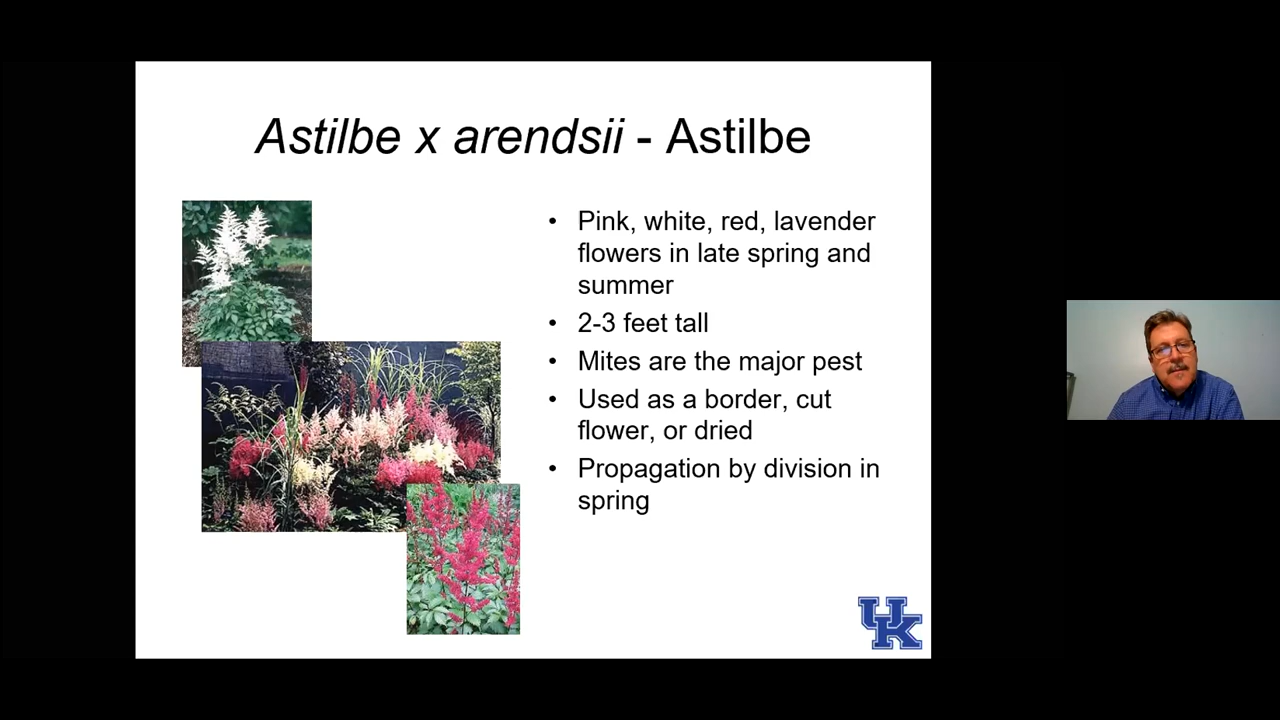 Astilbe x arendsii - Astilbe
• Pink, white, red, lavender
flowers in late spring and
summer
• 2-3 feet tall
• Mites are the major pest
• Used as a border, cut
flower, or dried
• Propagation by division in
spring
UK